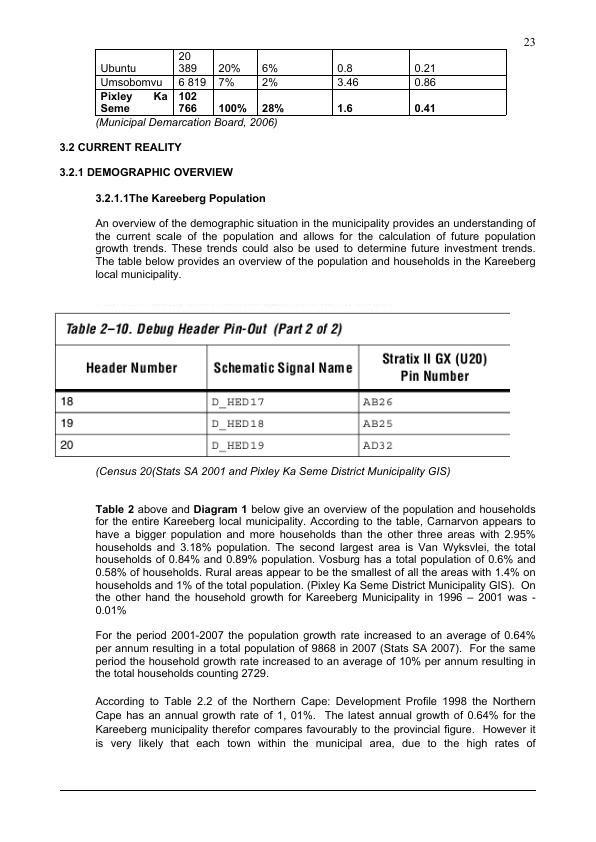 23
20
Ubuntu 389 20% 6% 0.8 0.21
Umsobomvu 6 819 7% 2% 3.46 0.86
Pixley Ka 102
Seme 766 100% 28% 1.6 0.41
(Municipal Demarcation Board, 2006)
3.2 CURRENT REALITY
3.2.1 DEMOGRAPHIC OVERVIEW
3.2.1.1The Kareeberg Population
An overview of the demographic situation in the municipality provides an understanding of
the current scale of the population and allows for the calculation of future population
growth trends. These trends could also be used to determine future investment trends.
The table below provides an overview of the population and households in the Kareeberg
local municipality.
Table 2–10. Debug Header Pin-Out (Part 2 of 2)
Header Number Schematic Signal Name Stratix II GX (U20)
Pin Number
18 D_HED17 AB26
19 D_HED18 AB25
20 D_HED19 AD32
(Census 20(Stats SA 2001 and Pixley Ka Seme District Municipality GIS)
Table 2 above and Diagram 1 below give an overview of the population and households
for the entire Kareeberg local municipality. According to the table, Carnarvon appears to
have a bigger population and more households than the other three areas with 2.95%
households and 3.18% population. The second largest area is Van Wyksvlei, the total
households of 0.84% and 0.89% population. Vosburg has a total population of 0.6% and
0.58% of households. Rural areas appear to be the smallest of all the areas with 1.4% on
households and 1% of the total population. (Pixley Ka Seme District Municipality GIS). On
the other hand the household growth for Kareeberg Municipality in 1996 – 2001 was -
0.01%
For the period 2001-2007 the population growth rate increased to an average of 0.64%
per annum resulting in a total population of 9868 in 2007 (Stats SA 2007). For the same
period the household growth rate increased to an average of 10% per annum resulting in
the total households counting 2729.
According to Table 2.2 of the Northern Cape: Development Profile 1998 the Northern
Cape has an annual growth rate of 1, 01%. The latest annual growth of 0.64% for the
Kareeberg municipality therefor compares favourably to the provincial figure. However it
is very likely that each town within the municipal area, due to the high rates of